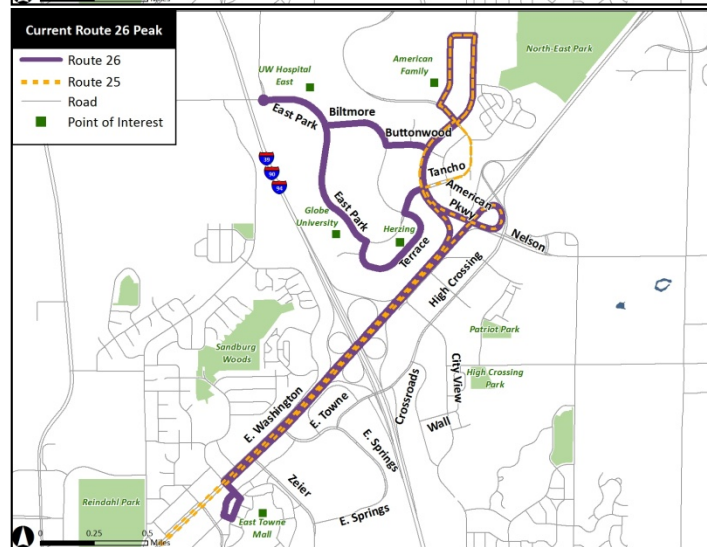 Miles
Current Route 26 Peak
Route 26
Route 25
Road
Point of Interest
UW Hospital
East
American
Family
North-East Park
East Park
Biltmore
Buttonwood
39
90
94
Tancho
American
Pkwy
East Park
Globe
University
Herzing
Terrace
Nelson
High Crossing
Patriot Park
Sandburg
Woods
High Crossing
Park
City View
Crossroads
E. Washington
E. Towne
Wall
E. Springs
Zeier
E. Springs
Reindahl Park
East Towne
Mall
0 0.25 0.5
Miles